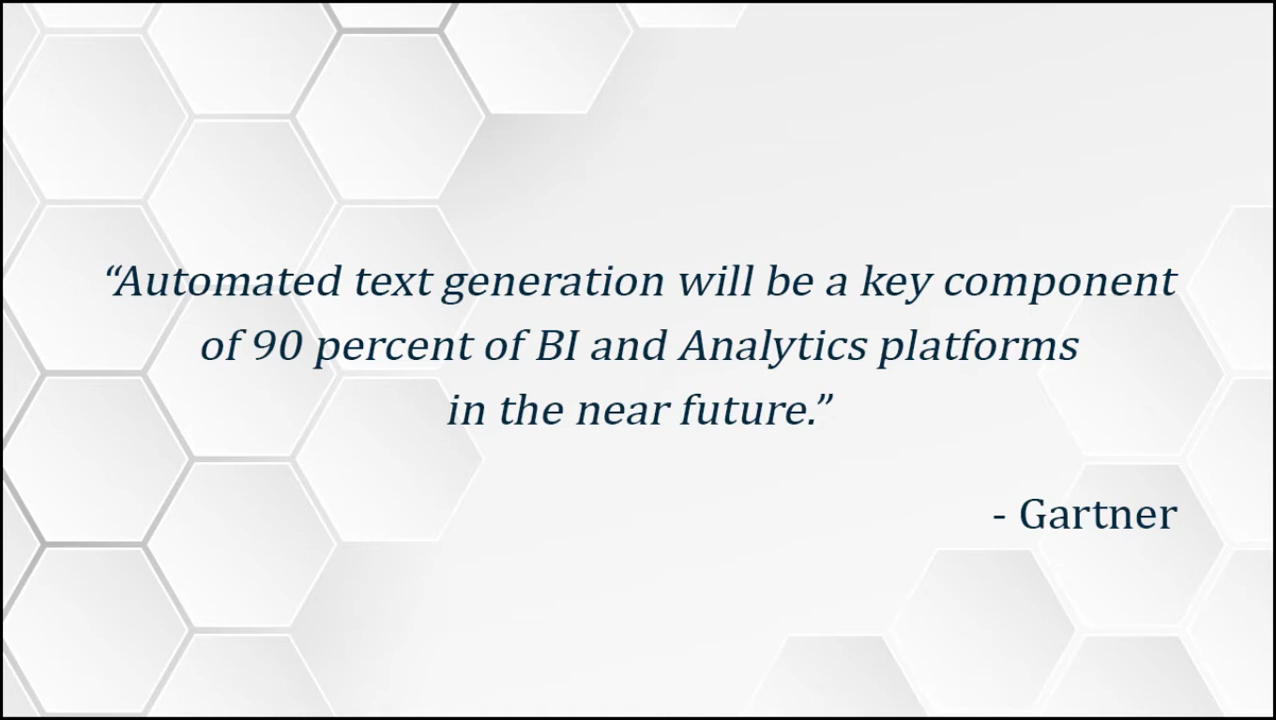 “Automated text generation will be a key component
of 90 percent of BI and Analytics platforms
in the near future.”
- Gartner